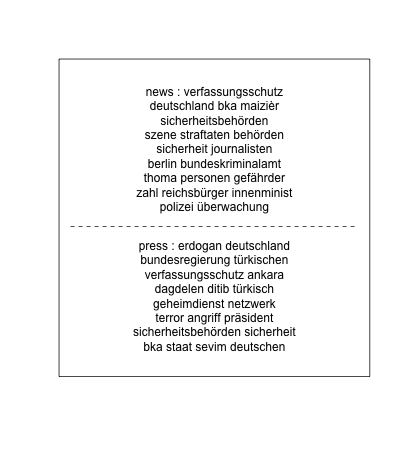 news : verfassungsschutz
deutschland bka maizièr
sicherheitsbehörden
szene straftaten behörden
sicherheit journalisten
berlin bundeskriminalamt
thoma personen gefährder
zahl reichsbürger innenminist
polizei überwachung
press : erdogan deutschland
bundesregierung türkischen
verfassungsschutz ankara
dagdelen ditib türkisch
geheimdienst netzwerk
terror angriff präsident
sicherheitsbehörden sicherheit
bka staat sevim deutschen